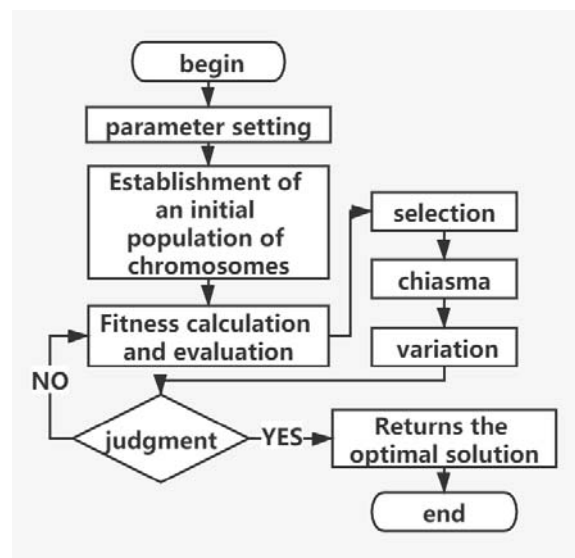 begin
parameter setting
Establishment of
an initial
population of
chromosomes
Fitness calculation
and evaluation
selection
chiasma
variation
NO
judgment
YES
Returns the
optimal solution
end